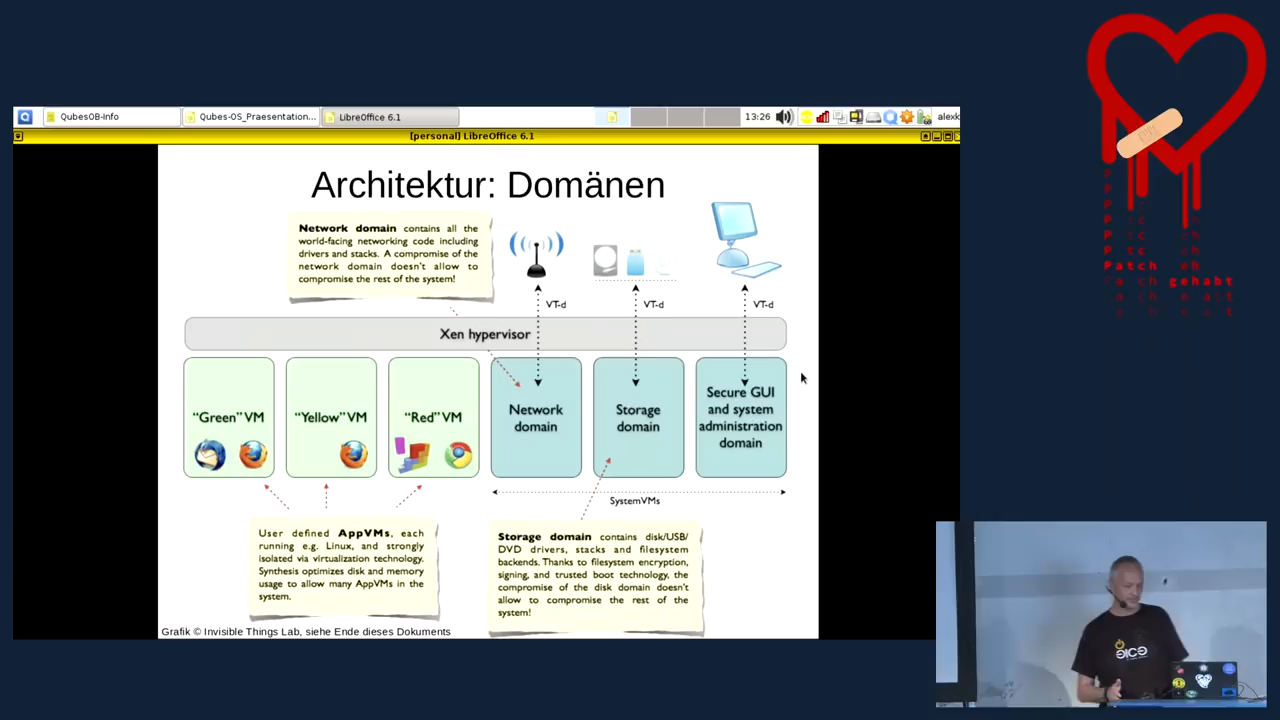 QubesOB-Info
Qubes-OS_Praesentation...
LibreOffice 6.1
13:26
alexk
[personal] LibreOffice 6.1
Architektur: Domänen
Network domain contains all the
world-facing networking code including
drivers and stacks. A compromise of the
network domain doesn't allow to
compromise the rest of the system!
VT-d
VT-d
VT-d
Xen hypervisor
"Green" VM
"Yellow" VM
"Red" VM
Network
domain
Storage
domain
Secure GUI
and system
administration
domain
SystemVMs
User defined AppVMs, each
running e.g. Linux, and strongly
isolated via virtualization technology.
Synthesis optimizes disk and memory
usage to allow many AppVMs in the
system.
Storage domain contains disk/USB/
DVD drivers, stacks and filesystem
backends. Thanks to filesystem encryption,
signing, and trusted boot technology, the
compromise of the disk domain doesn't
allow to compromise the rest of the
system!
Grafik © Invisible Things Lab, siehe Ende dieses Dokuments
Patch gehabt